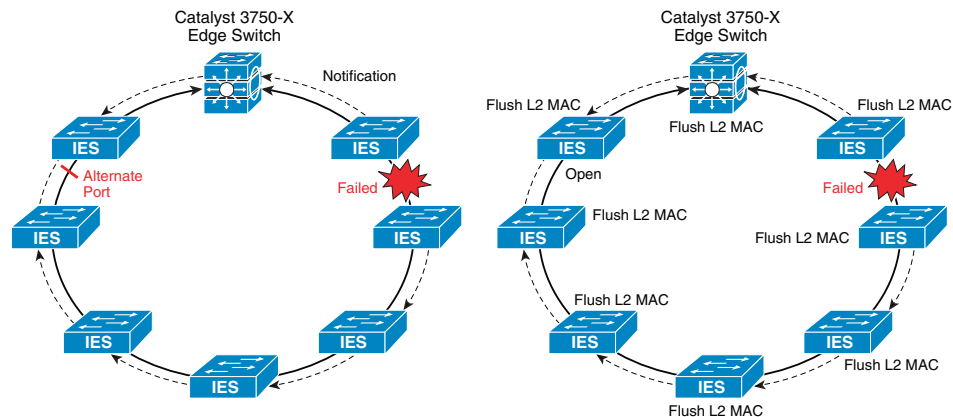 Catalyst 3750-X
Edge Switch
Notification
IES
IES
Alternate
Port
Failed
IES
IES
IES
IES
IES
Catalyst 3750-X
Edge Switch
Flush L2 MAC
Flush L2 MAC
Flush L2 MAC
IES
IES
Open
Failed
IES
Flush L2 MAC
Flush L2 MAC
IES
Flush L2 MAC
IES
IES
Flush L2 MAC
IES
Flush L2 MAC